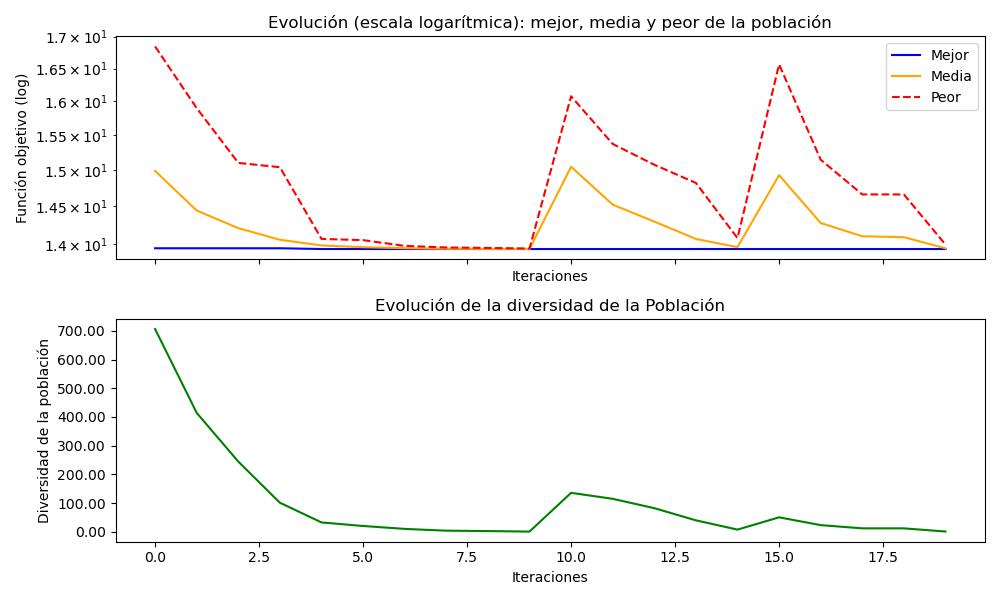 Evolución (escala logarítmica): mejor, media y peor de la población
1.7 × 10¹
1.65 × 10¹
1.6 × 10¹
1.55 × 10¹
1.5 × 10¹
1.45 × 10¹
1.4 × 10¹
Función objetivo (log)
Mejor
Media
Peor
Iteraciones
Evolución de la diversidad de la Población
700.00
600.00
500.00
400.00
300.00
200.00
100.00
0.00
Diversidad de la población
0.0 2.5 5.0 7.5 10.0 12.5 15.0 17.5
Iteraciones